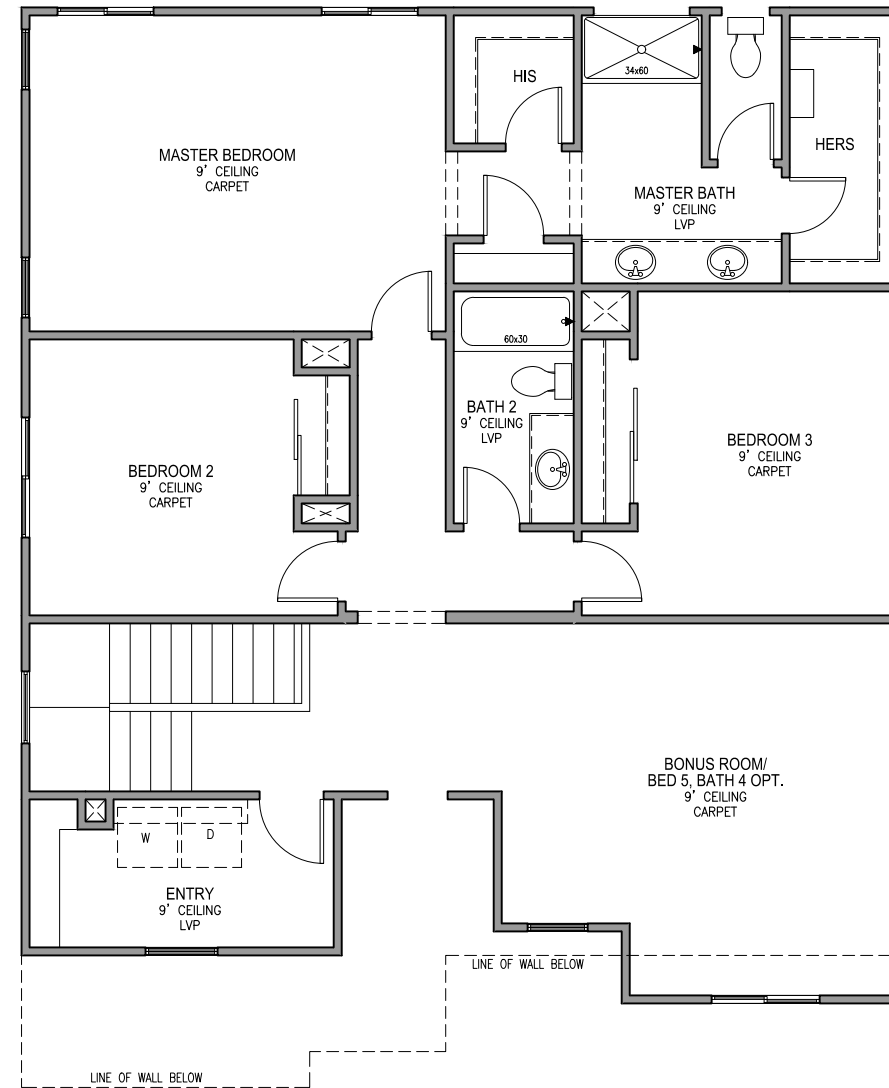 HIS
34x60
HERS
MASTER BEDROOM
9' CEILING
CARPET
MASTER BATH
9' CEILING
LVP
60x30
BATH 2
9' CEILING
LVP
BEDROOM 2
9' CEILING
CARPET
BEDROOM 3
9' CEILING
CARPET
BONUS ROOM/
BED 5, BATH 4 OPT.
9' CEILING
CARPET
W
D
ENTRY
9' CEILING
LVP
LINE OF WALL BELOW
LINE OF WALL BELOW